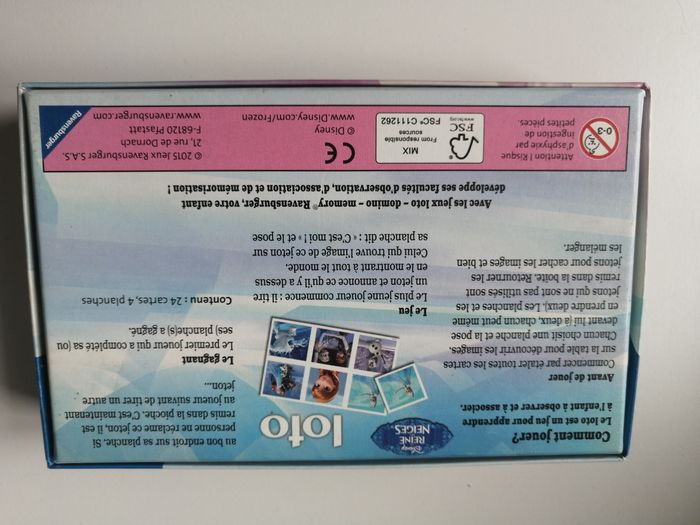 Comment jouer?
Le loto est un jeu pour apprendre
à l'enfant à observer et associer.
Avant de jouer
Commencer par étaler toutes les cartes
sur la table pour découvrir les images.
Chacun choisit une planche et la pose
devant lui (à deux, chacun peut même
en prendre deux). Les planches et les
jetons qui ne sont pas utilisés sont
remis dans la boîte. Retourner les
jetons pour cacher les images et bien
les mélanger.
DISNEY
REINE
NEIGES
loto
Le jeu
Le plus jeune joueur commence : il tire
un jeton et annonce ce qu'il y a dessus
en le montrant à tout le monde.
Celui qui trouve l'image de ce jeton sur
sa planche dit : « C'est moi ! » et le pose
au bon endroit sur sa planche. Si
personne ne réclame ce jeton, il est
remis dans la pioche. C'est maintenant
au joueur suivant de tirer un autre
jeton...
Le gagnant
Le premier joueur qui a complété sa (ou
ses) planche(s) a gagné.
Contenu : 24 cartes, 4 planches
Avec les jeux loto – domino – memory® Ravensburger, votre enfant
développe ses facultés d'observation, d'association et de mémorisation !
0-3
Attention ! Risque
d'asphyxie par
ingestion de
petites pièces.
FSC
www.fsc.org
MIX
From responsible
sources
FSC® C111262
CE
© Disney
www.Disney.com/Frozen
© 2015 Jeux Ravensburger S.A.S.
21, rue de Dornach
F-68120 Pfastatt
www.ravensburger.com
Ravensburger